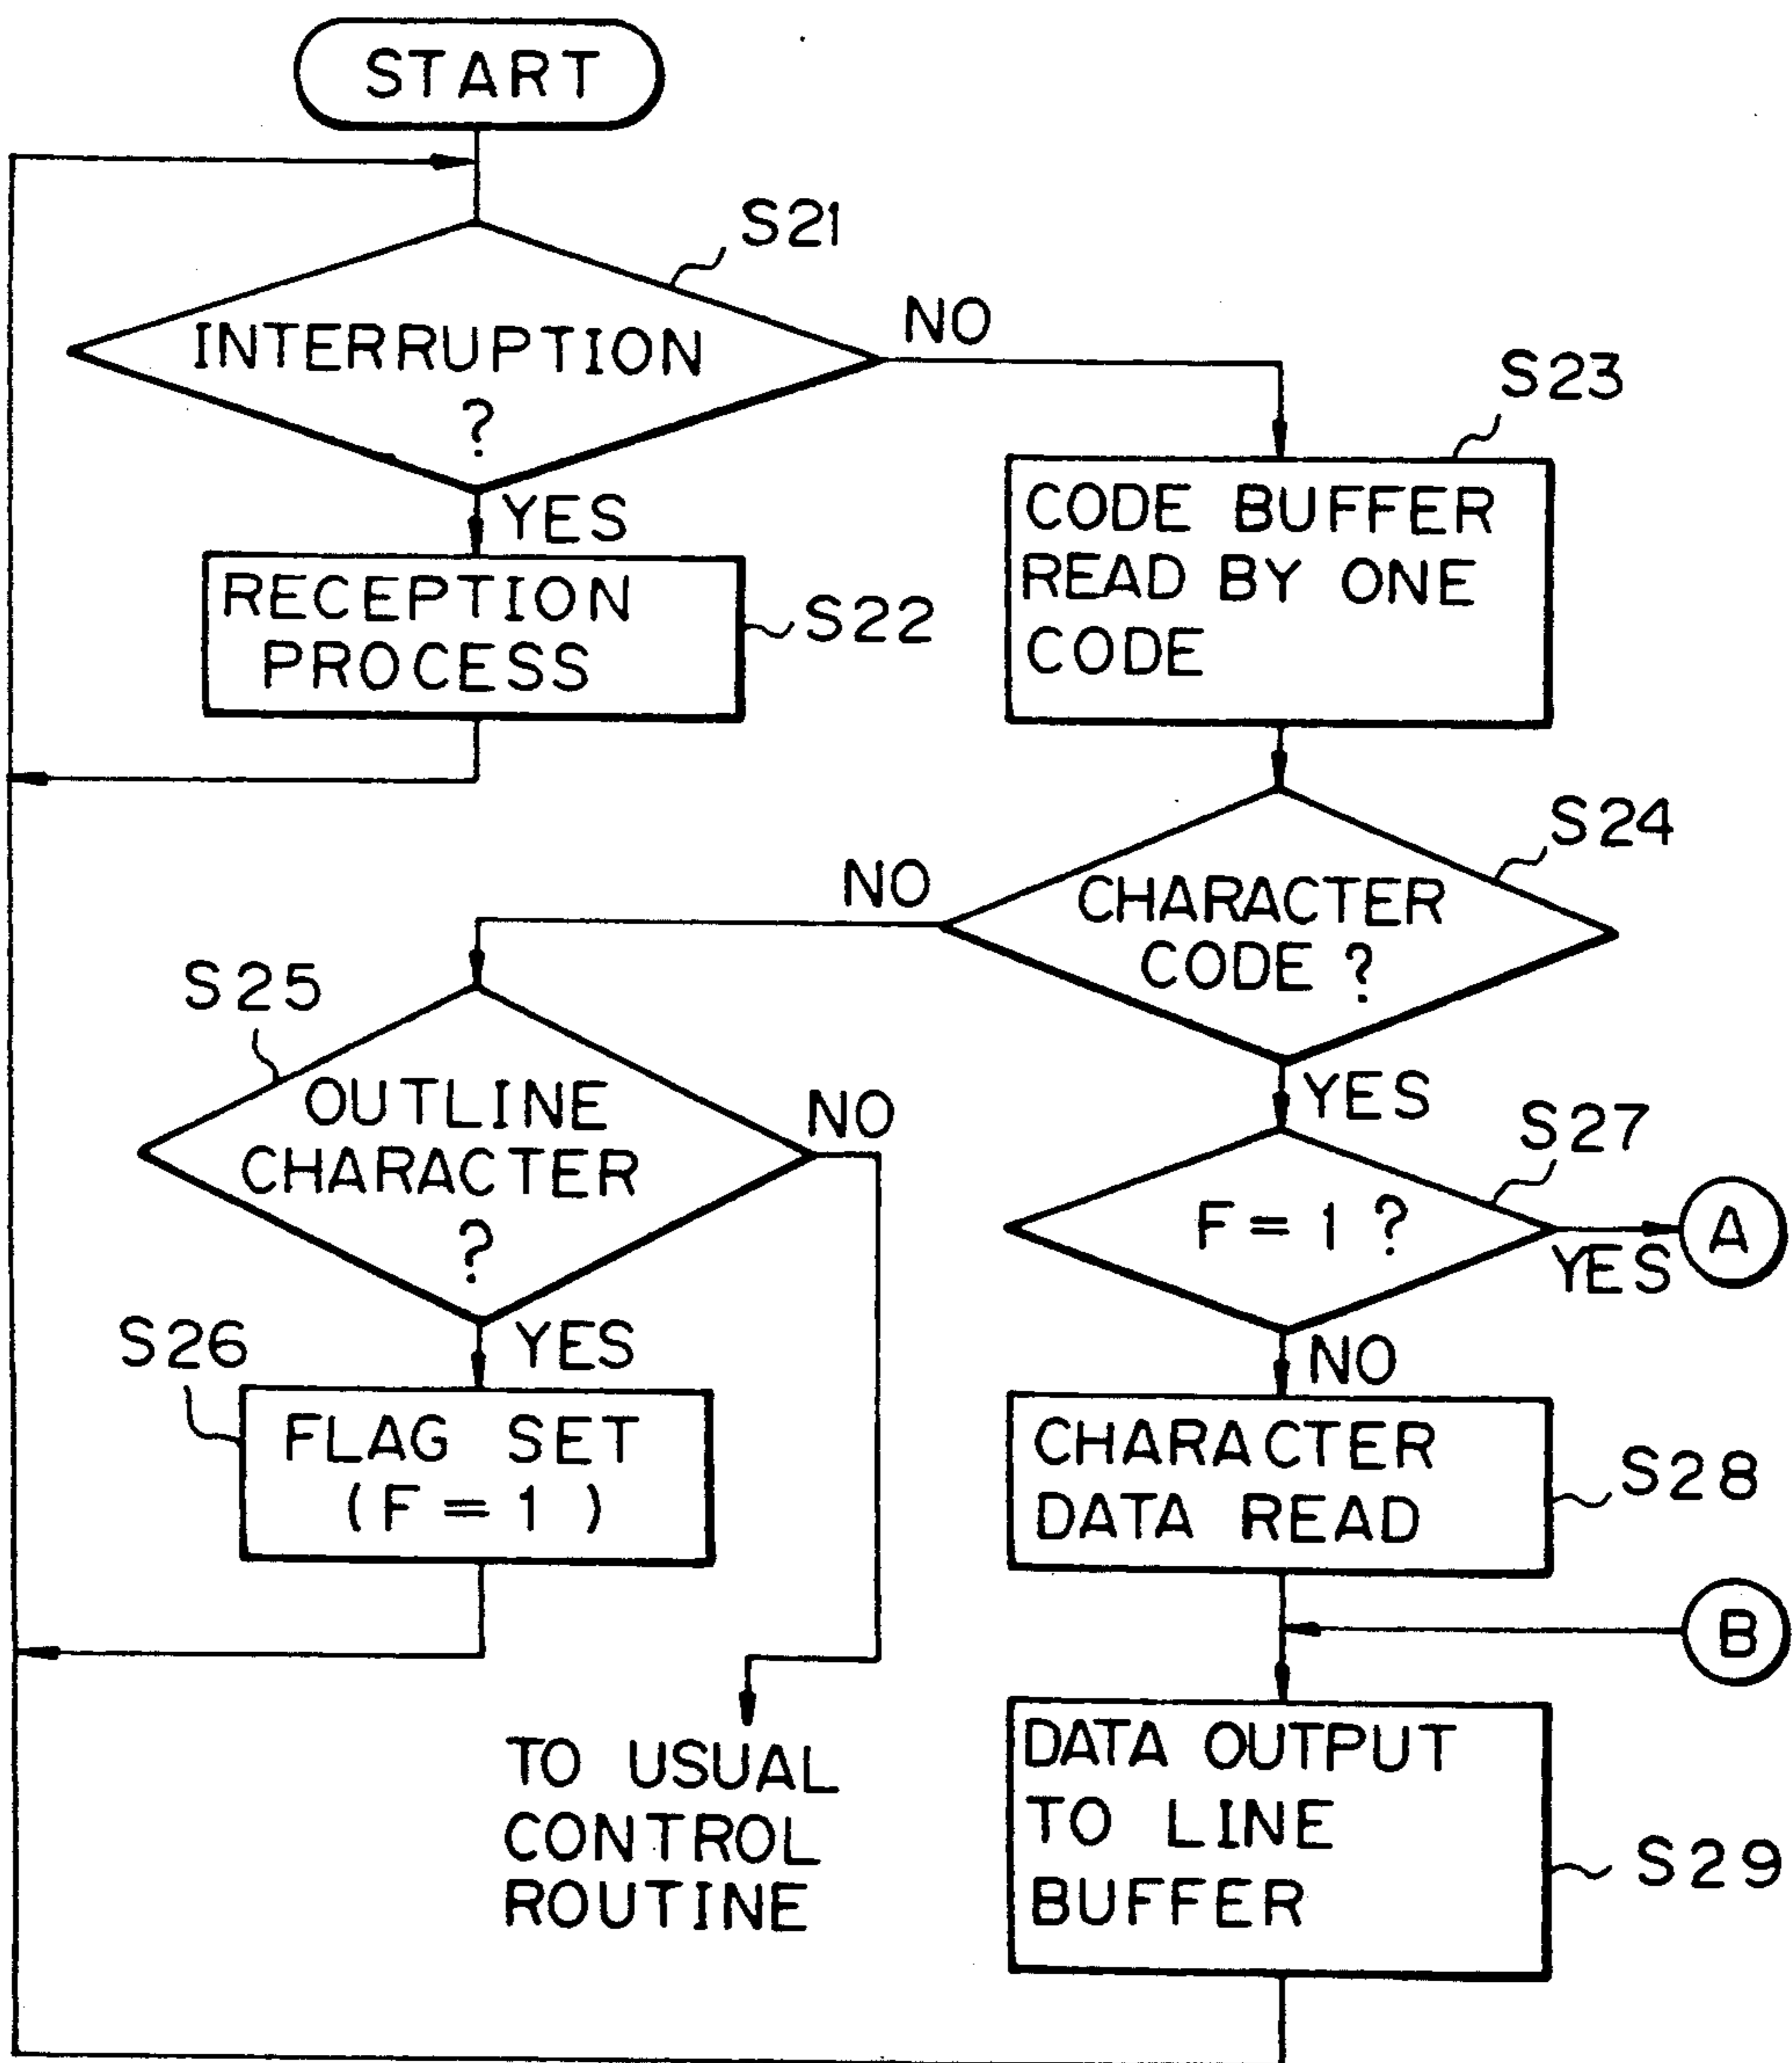 START
S21
INTERRUPTION
?
NO
YES
RECEPTION
PROCESS
S22
S23
CODE BUFFER
READ BY ONE
CODE
S24
CHARACTER
CODE ?
NO
YES
S25
OUTLINE
CHARACTER
?
NO
YES
S26
FLAG SET
( F = 1 )
TO USUAL
CONTROL
ROUTINE
S27
F = 1 ?
YES
A
NO
CHARACTER
DATA READ
S28
B
DATA OUTPUT
TO LINE
BUFFER
S29